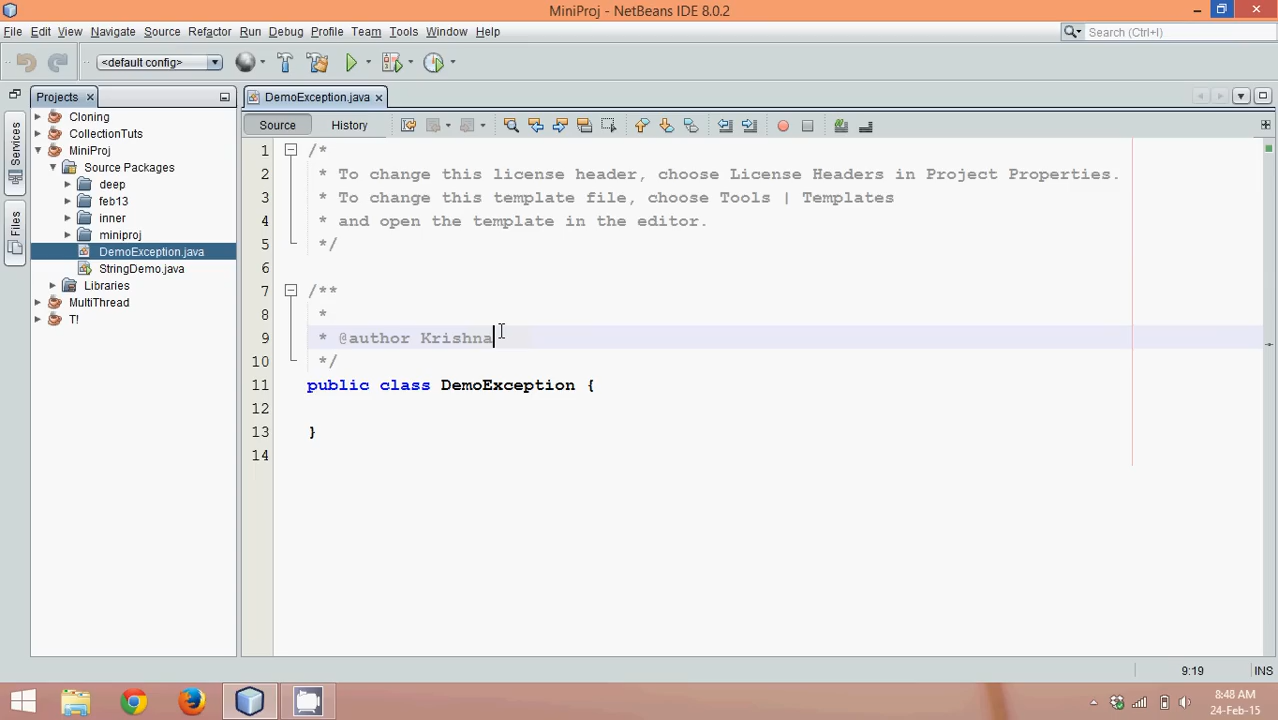 MiniProj - NetBeans IDE 8.0.2
File Edit View Navigate Source Refactor Run Debug Profile Team Tools Window Help
Search (Ctrl+I)
<default config>
Projects
DemoException.java
Services
Files
Source History
Cloning
CollectionTuts
MiniProj
Source Packages
deep
feb13
inner
miniproj
DemoException.java
StringDemo.java
Libraries
MultiThread
T!
1 /*
2 * To change this license header, choose License Headers in Project Properties.
3 * To change this template file, choose Tools | Templates
4 * and open the template in the editor.
5 */
6
7 /**
8 *
9 * @author Krishna
10 */
11 public class DemoException {
12
13 }
14
9:19 INS
8:48 AM
24-Feb-15